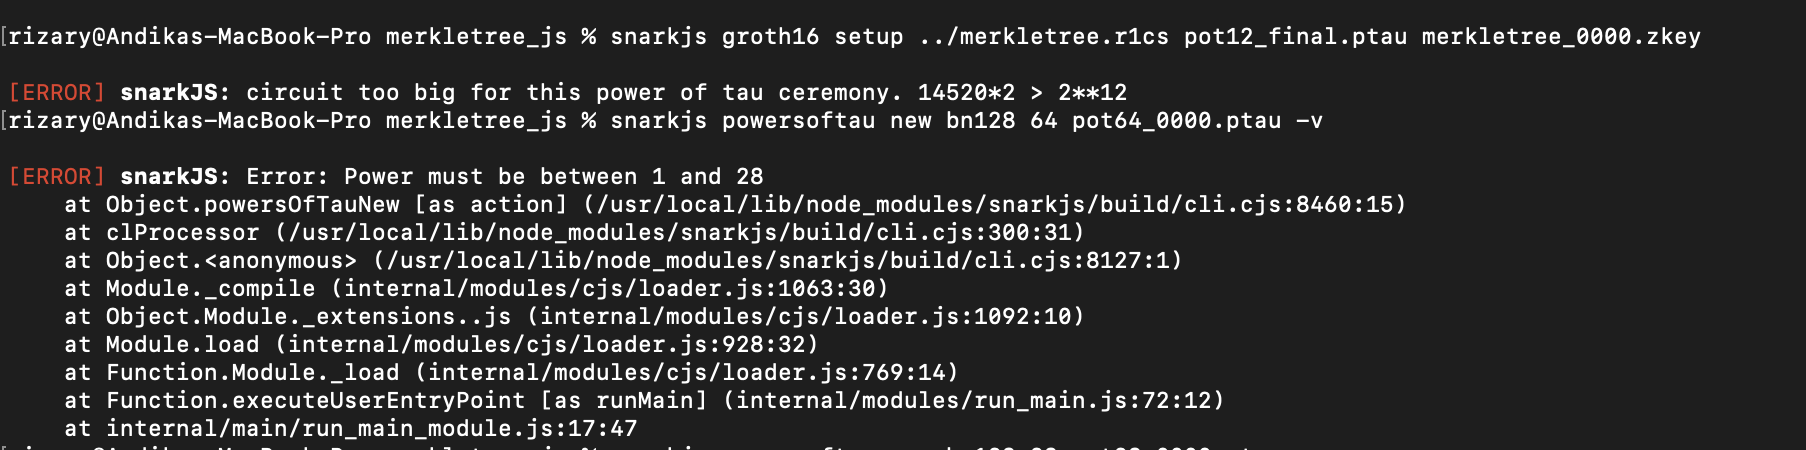 [rizary@Andikas-MacBook-Pro merkletree_js % snarkjs groth16 setup ../merkletree.r1cs pot12_final.ptau merkletree_0000.zkey
[ERROR] snarkJS: circuit too big for this power of tau ceremony. 14520*2 > 2**12
[rizary@Andikas-MacBook-Pro merkletree_js % snarkjs powersoftau new bn128 64 pot64_0000.ptau -v
[ERROR] snarkJS: Error: Power must be between 1 and 28
at Object.powersOfTauNew [as action] (/usr/local/lib/node_modules/snarkjs/build/cli.cjs:8460:15)
at clProcessor (/usr/local/lib/node_modules/snarkjs/build/cli.cjs:300:31)
at Object.<anonymous> (/usr/local/lib/node_modules/snarkjs/build/cli.cjs:8127:1)
at Module._compile (internal/modules/cjs/loader.js:1063:30)
at Object.Module._extensions..js (internal/modules/cjs/loader.js:1092:10)
at Module.load (internal/modules/cjs/loader.js:928:32)
at Function.Module._load (internal/modules/cjs/loader.js:769:14)
at Function.executeUserEntryPoint [as runMain] (internal/modules/run_main.js:72:12)
at internal/main/run_main_module.js:17:47